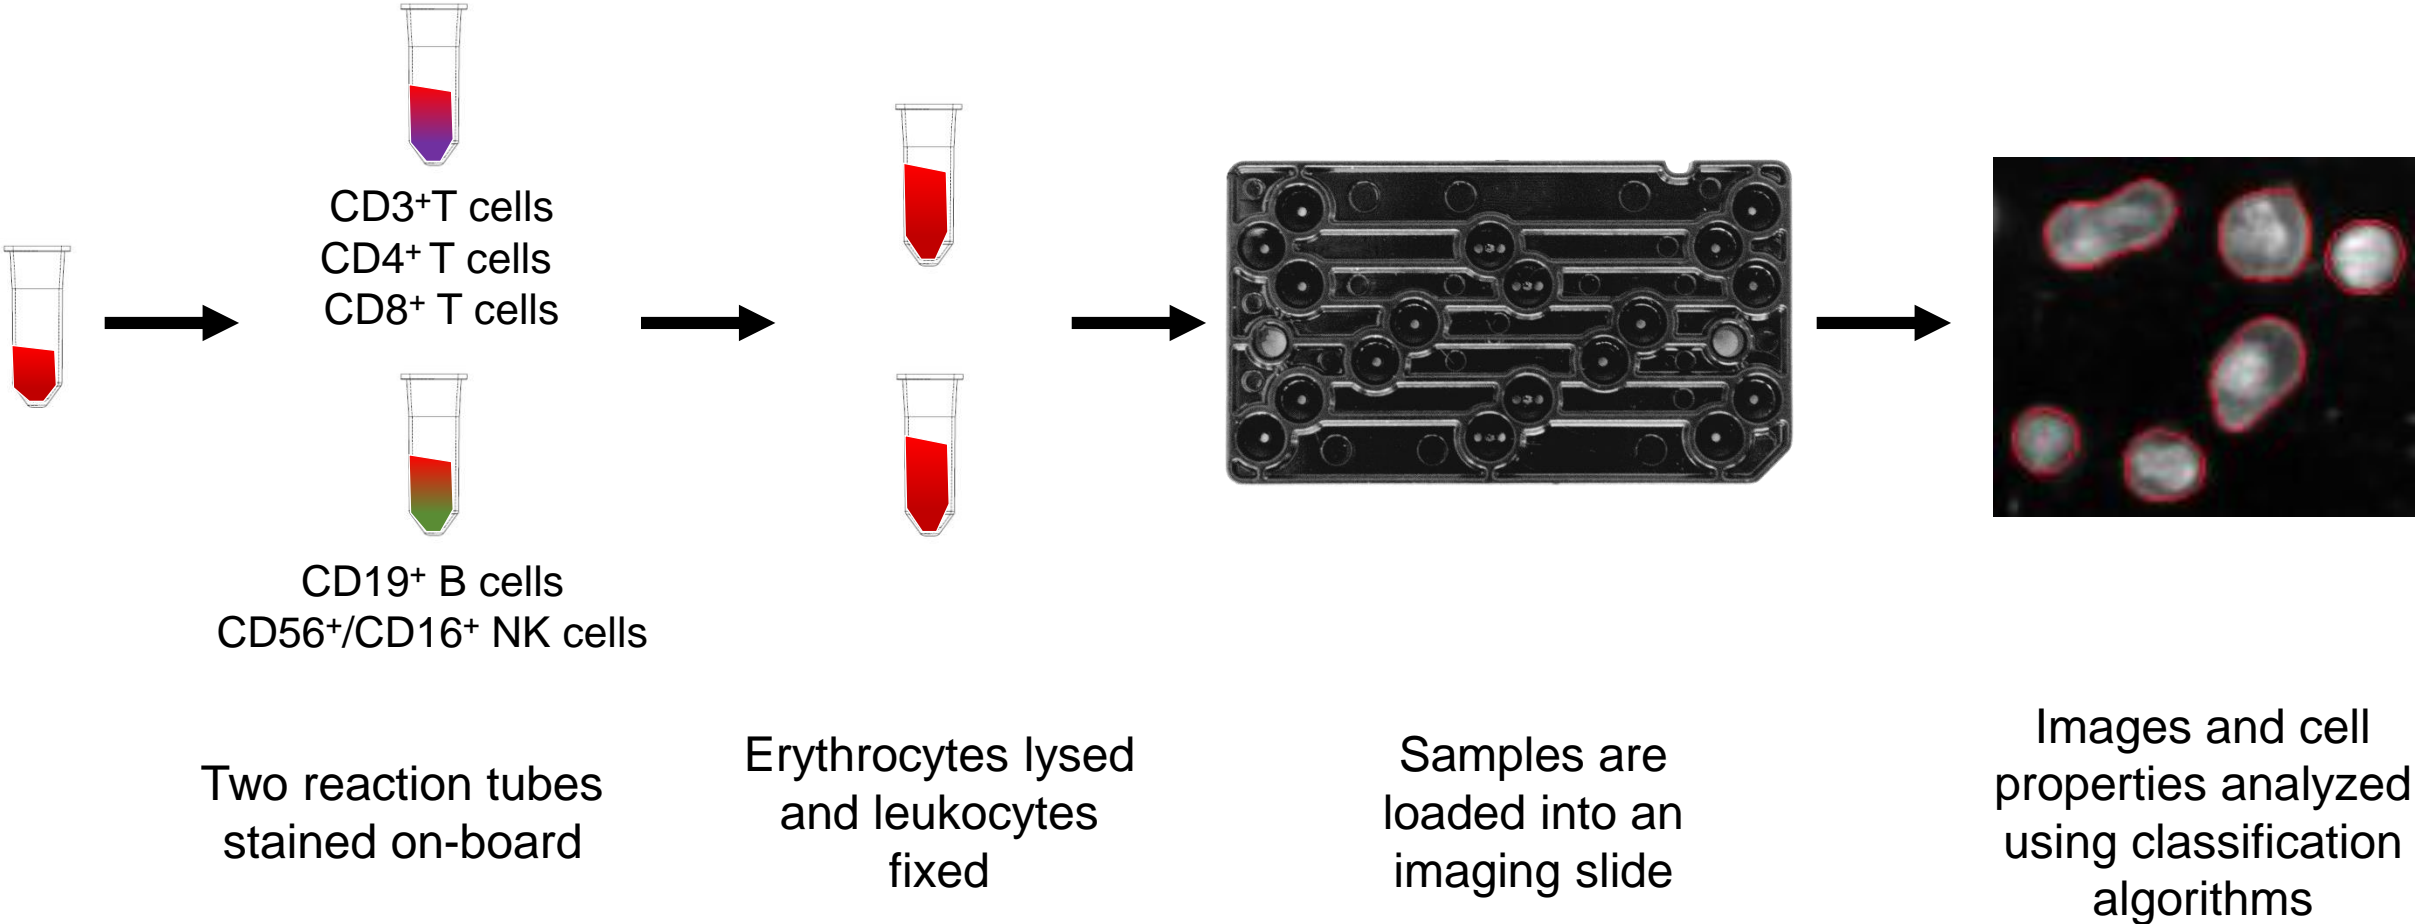 CD3⁺T cells
CD4⁺ T cells
CD8⁺ T cells
CD19⁺ B cells
CD56⁺/CD16⁺ NK cells
Two reaction tubes
stained on-board
Erythrocytes lysed
and leukocytes
fixed
Samples are
loaded into an
imaging slide
Images and cell
properties analyzed
using classification
algorithms